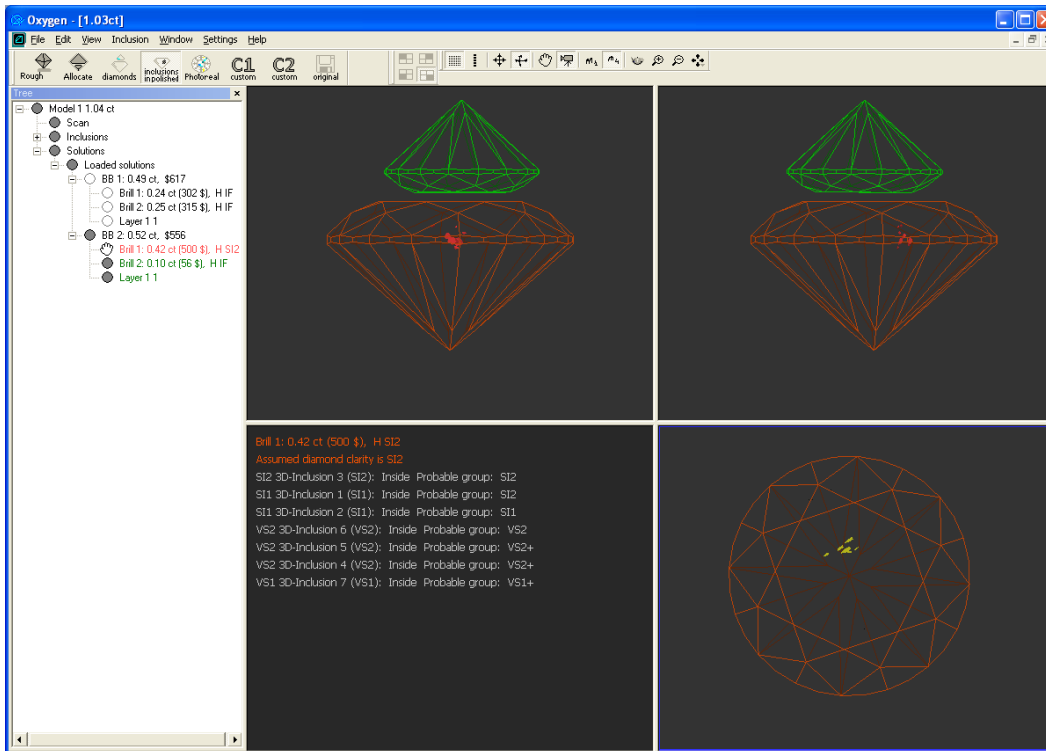 Oxygen - [1.03ct]
File Edit View Inclusion Window Settings Help
Rough Allocate diamonds inclusions in polished Photoreal C1 custom C2 custom original
Tree
Model 1 1.04 ct
Scan
Inclusions
Solutions
Loaded solutions
BB 1: 0.49 ct, $617
Brill 1: 0.24 ct (302 $), H IF
Brill 2: 0.25 ct (315 $), H IF
Layer 1 1
BB 2: 0.52 ct, $556
Brill 1: 0.42 ct (500 $), H SI2
Brill 2: 0.10 ct (56 $), H IF
Layer 1 1
Brill 1: 0.42 ct (500 $), H SI2
Assumed diamond clarity is SI2
SI2 3D-Inclusion 3 (SI2): Inside Probable group: SI2
SI1 3D-Inclusion 1 (SI1): Inside Probable group: SI2
SI1 3D-Inclusion 2 (SI1): Inside Probable group: SI1
VS2 3D-Inclusion 6 (VS2): Inside Probable group: VS2
VS2 3D-Inclusion 5 (VS2): Inside Probable group: VS2+
VS2 3D-Inclusion 4 (VS2): Inside Probable group: VS2+
VS1 3D-Inclusion 7 (VS1): Inside Probable group: VS1+